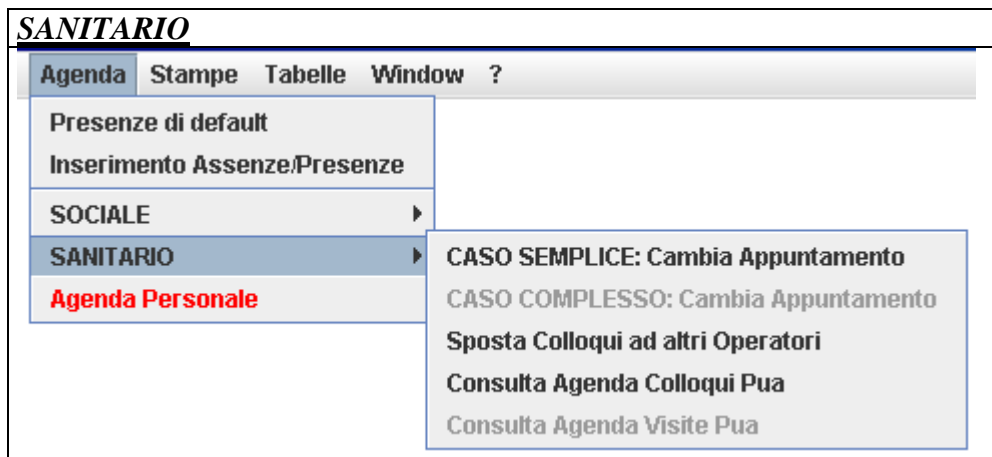 SANITARIO
Agenda Stampe Tabelle Window ?
Presenze di default
Inserimento Assenze/Presenze
SOCIALE
SANITARIO
Agenda Personale
CASO SEMPLICE: Cambia Appuntamento
CASO COMPLESSO: Cambia Appuntamento
Sposta Colloqui ad altri Operatori
Consulta Agenda Colloqui Pua
Consulta Agenda Visite Pua